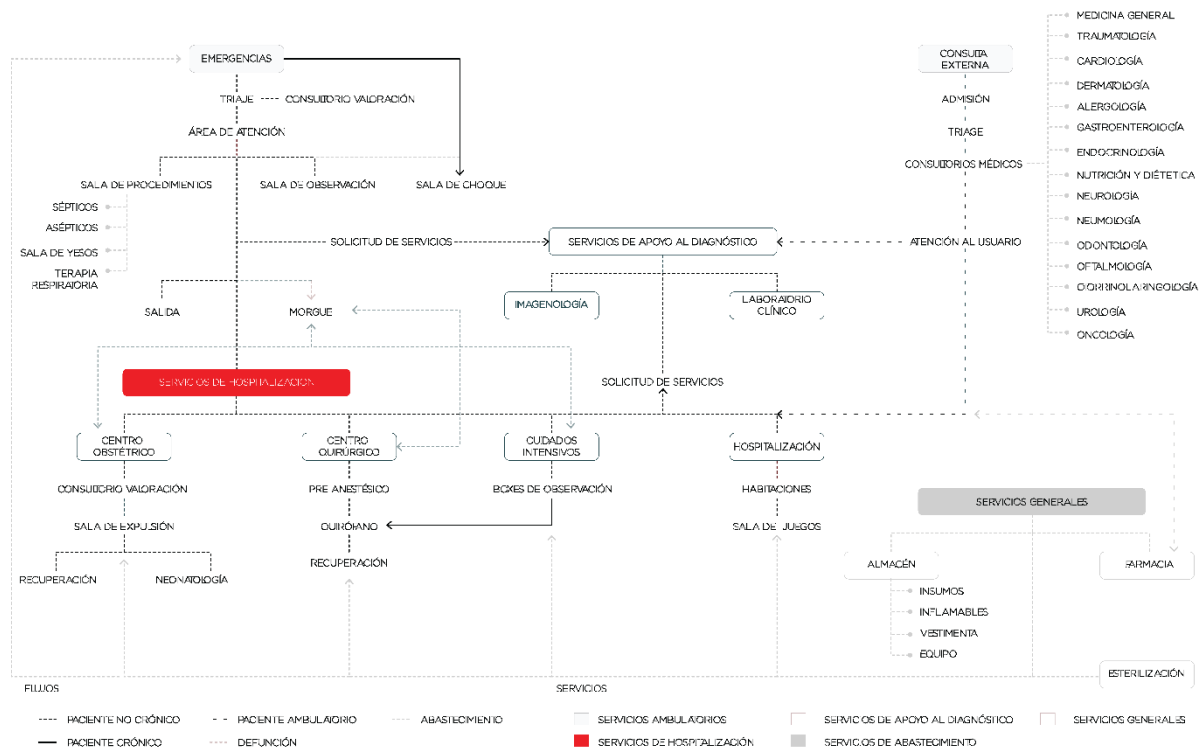 EMERGENCIAS
TRIAJE
CONSULTORIO VALORACIÓN
ÁREA DE ATENCIÓN
SALA DE PROCEDIMIENTOS
SALA DE OBSERVACIÓN
SALA DE CHOQUE
SÉPTICOS
ASÉPTICOS
SALA DE YESOS
TERAPIA
RESPIRATORIA
CONSULTA
EXTERNA
ADMISIÓN
TRIAGE
CONSULTORIOS MÉDICOS
MEDICINA GENERAL
TRAUMATOLOGÍA
CARDIOLOGÍA
DERMATOLOGÍA
ALERGOLOGÍA
GASTROENTEROLOGÍA
ENDOCRINOLOGÍA
NUTRICIÓN Y DIÉTETICA
NEUROLOGÍA
NEUMOLOGÍA
ODONTOLOGÍA
OFTALMOLOGÍA
OTORRINOLARINGOLOGÍA
UROLOGÍA
ONCOLOGÍA
SOLICITUD DE SERVICIOS
SERVICIOS DE APOYO AL DIAGNÓSTICO
ATENCIÓN AL USUARIO
IMAGENOLOGÍA
LABORATORIO
CLÍNICO
SALIDA
MORGUE
SERVICIOS DE HOSPITALIZACIÓN
SOLICITUD DE SERVICIOS
CENTRO
OBSTÉTRICO
CENTRO
QUIRÚRGICO
CUIDADOS
INTENSIVOS
HOSPITALIZACIÓN
CONSULTORIO VALORACIÓN
PRE-ANESTÉSICO
BOXES DE OBSERVACIÓN
HABITACIONES
SALA DE EXPULSIÓN
QUIRÓFANO
SALA DE JUEGOS
RECUPERACIÓN
NEONATOLOGÍA
RECUPERACIÓN
SERVICIOS GENERALES
ALMACÉN
FARMACIA
INSUMOS
INFLAMABLES
VESTIMENTA
EQUIPO
ESTERILIZACIÓN
FLUJOS
SERVICIOS
PACIENTE NO CRÓNICO
PACIENTE AMBULATORIO
ABASTECIMIENTO
SERVICIOS AMBULATORIOS
SERVICIOS DE APOYO AL DIAGNÓSTICO
SERVICIOS GENERALES
PACIENTE CRÓNICO
DEFUNCIÓN
SERVICIOS DE HOSPITALIZACIÓN
SERVICIOS DE ABASTECIMIENTO